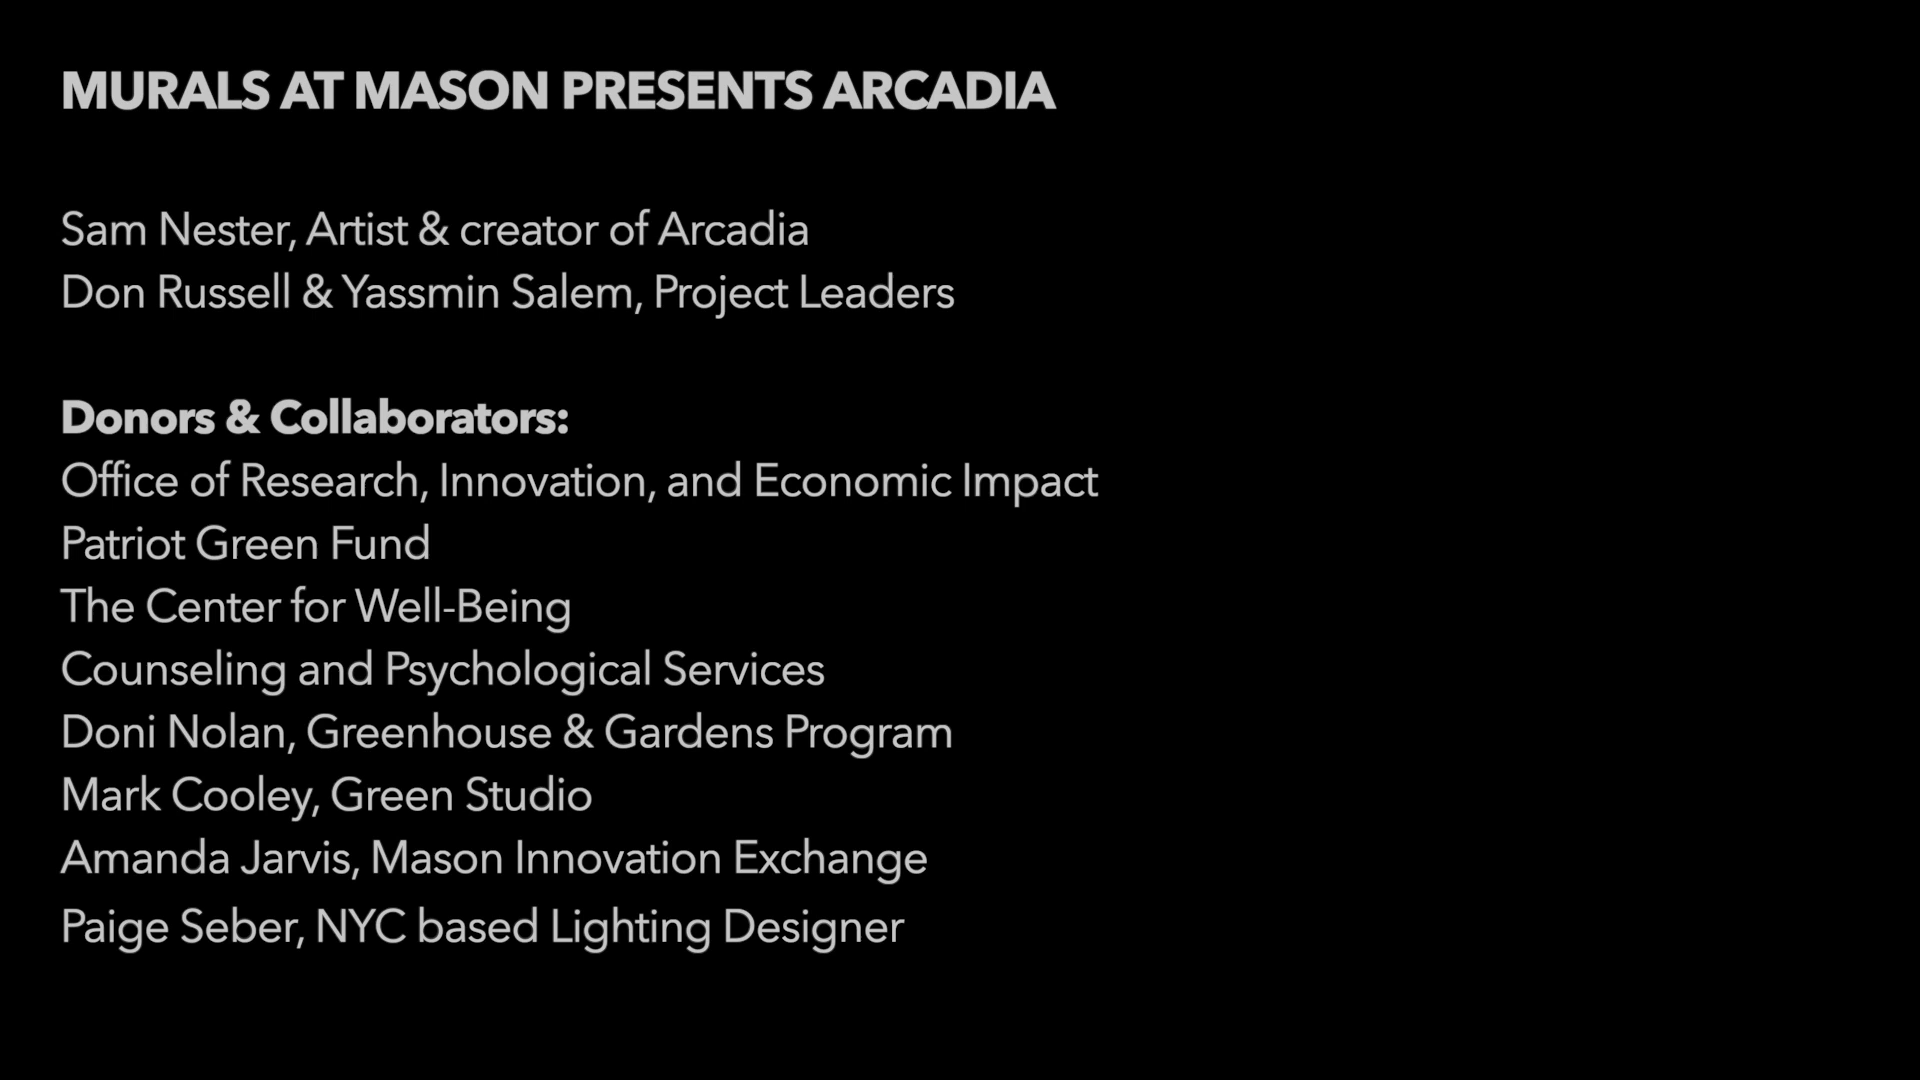 MURALS AT MASON PRESENTS ARCADIA
Sam Nester, Artist & creator of Arcadia
Don Russell & Yassmin Salem, Project Leaders
Donors & Collaborators:
Office of Research, Innovation, and Economic Impact
Patriot Green Fund
The Center for Well-Being
Counseling and Psychological Services
Doni Nolan, Greenhouse & Gardens Program
Mark Cooley, Green Studio
Amanda Jarvis, Mason Innovation Exchange
Paige Seber, NYC based Lighting Designer